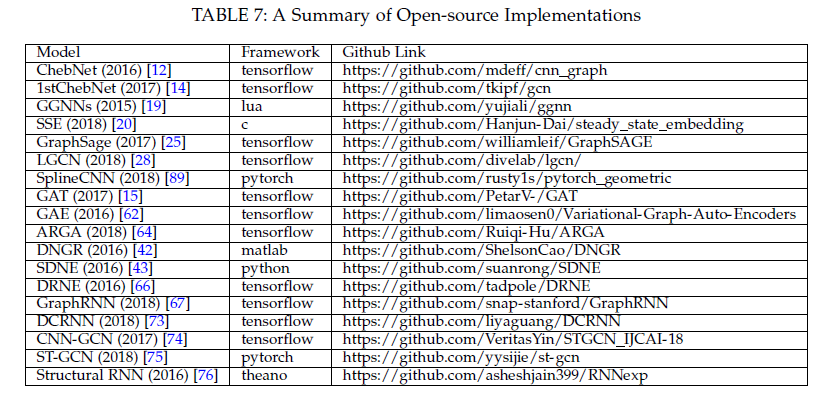 TABLE 7: A Summary of Open-source Implementations
Model Framework Github Link
ChebNet (2016) [12] tensorflow https://github.com/mdeff/cnn_graph
1stChebNet (2017) [14] tensorflow https://github.com/tkipf/gcn
GGNNs (2015) [19] lua https://github.com/yujiali/ggnn
SSE (2018) [20] c https://github.com/Hanjun-Dai/steady_state_embedding
GraphSage (2017) [25] tensorflow https://github.com/williamleif/GraphSAGE
LGCN (2018) [28] tensorflow https://github.com/divelab/lgcn/
SplineCNN (2018) [89] pytorch https://github.com/rusty1s/pytorch_geometric
GAT (2017) [15] tensorflow https://github.com/PetarV-/GAT
GAE (2016) [62] tensorflow https://github.com/limaosen0/Variational-Graph-Auto-Encoders
ARGA (2018) [64] tensorflow https://github.com/Ruiqi-Hu/ARGA
DNGR (2016) [42] matlab https://github.com/ShelsonCao/DNGR
SDNE (2016) [43] python https://github.com/suanrong/SDNE
DRNE (2016) [66] tensorflow https://github.com/tadpole/DRNE
GraphRNN (2018) [67] tensorflow https://github.com/snap-stanford/GraphRNN
DCRNN (2018) [73] tensorflow https://github.com/liyaguang/DCRNN
CNN-GCN (2017) [74] tensorflow https://github.com/VeritasYin/STGCN_IJCAI-18
ST-GCN (2018) [75] pytorch https://github.com/yysijie/st-gcn
Structural RNN (2016) [76] theano https://github.com/asheshjain399/RNNexp